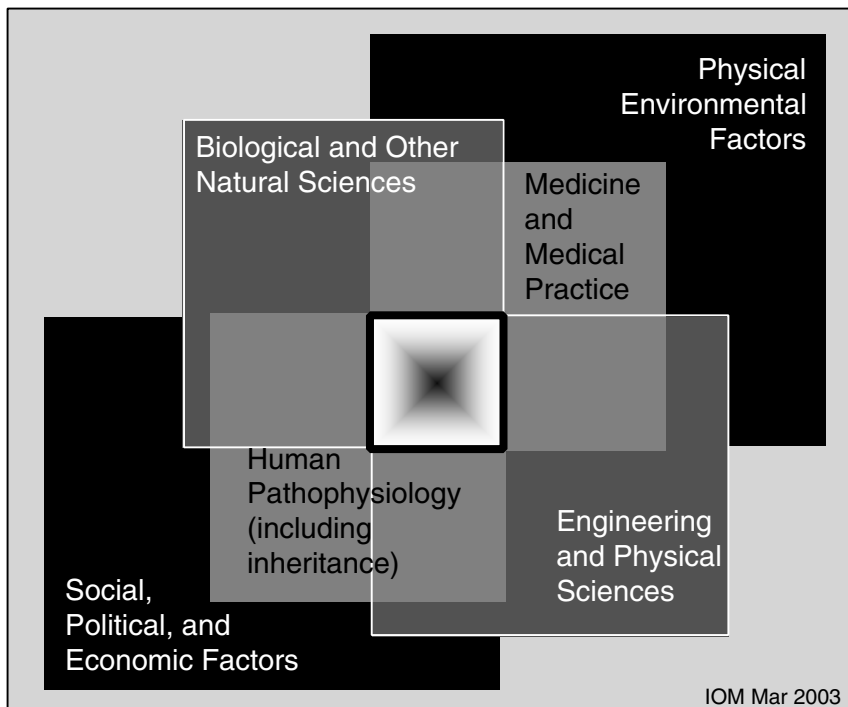 Physical
Environmental
Factors
Biological and Other
Natural Sciences
Medicine
and
Medical
Practice
Human
Pathophysiology
(including
inheritance)
Engineering
and Physical
Sciences
Social,
Political, and
Economic Factors
IOM Mar 2003